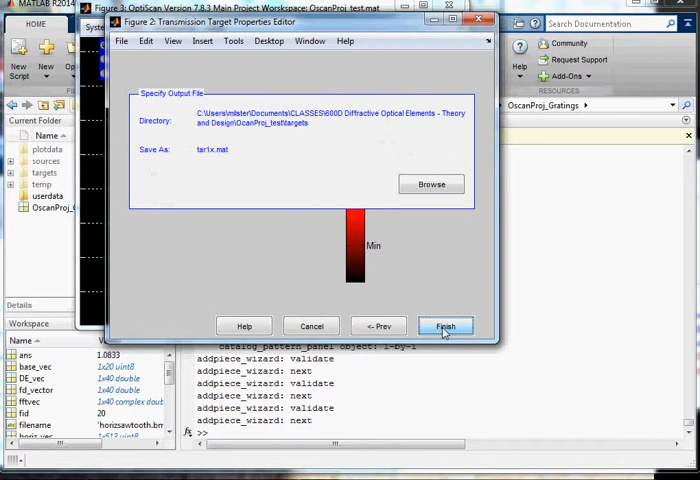 MATLAB R2014
Figure 3: OptiScan Version 7.8.3 Main Project Worskpace: OscanProj_test.mat
Figure 2: Transmission Target Properties Editor
HOME
File Edit View Insert Tools Desktop Window Help
Search Documentation
New Script
New
Help
Community
Request Support
Add-Ons
RESOURCES
OscanProj_Gratings
Current Folder
Name
plotdata
sources
targets
temp
userdata
Specify Output File
Directory: C:\Users\milster\Documents\CLASSES\600D Diffractive Optical Elements - Theory
and Design\OcanProj_test\targets
Save As: tar1x.mat
Browse
Min
Help Cancel <- Prev Finish
Details
Workspace
Name Value
ans 1.0833
base_vec 1x20 uint8
DE_vec 1x40 double
fd_vector 1x40 double
fftvec 1x40 complex doubl
fid 20
filename 'horizsawtooth.bm
catalog_pattern_panel object: 1-by-1
addpiece_wizard: validate
addpiece_wizard: next
addpiece_wizard: validate
addpiece_wizard: next
addpiece_wizard: validate
addpiece_wizard: next
fx >>